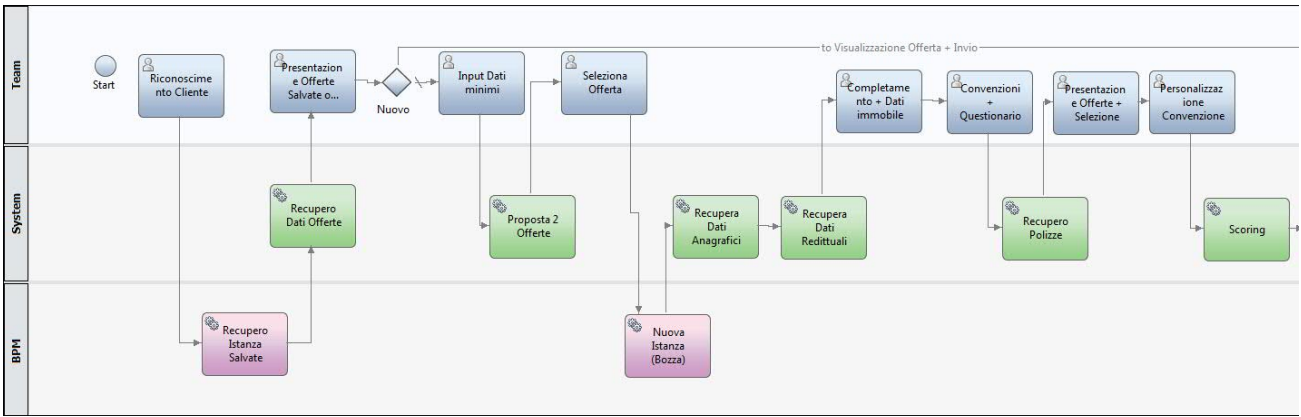 Team
Start
Riconoscime
nto Cliente
Presentazion
e Offerte
Salvate o...
Nuovo
to Visualizzazione Offerta + Invio
Input Dati
minimi
Seleziona
Offerta
Completame
nto + Dati
immobile
Convenzioni
+
Questionario
Presentazion
e Offerte +
Selezione
Personalizza
zione
Convenzione
System
Recupero
Dati Offerte
Proposta 2
Offerte
Recupera
Dati
Anagrafici
Recupera
Dati
Redittuali
Recupero
Polizze
Scoring
BPM
Recupero
Istanza
Salvate
Nuova
Istanza
(Bozza)